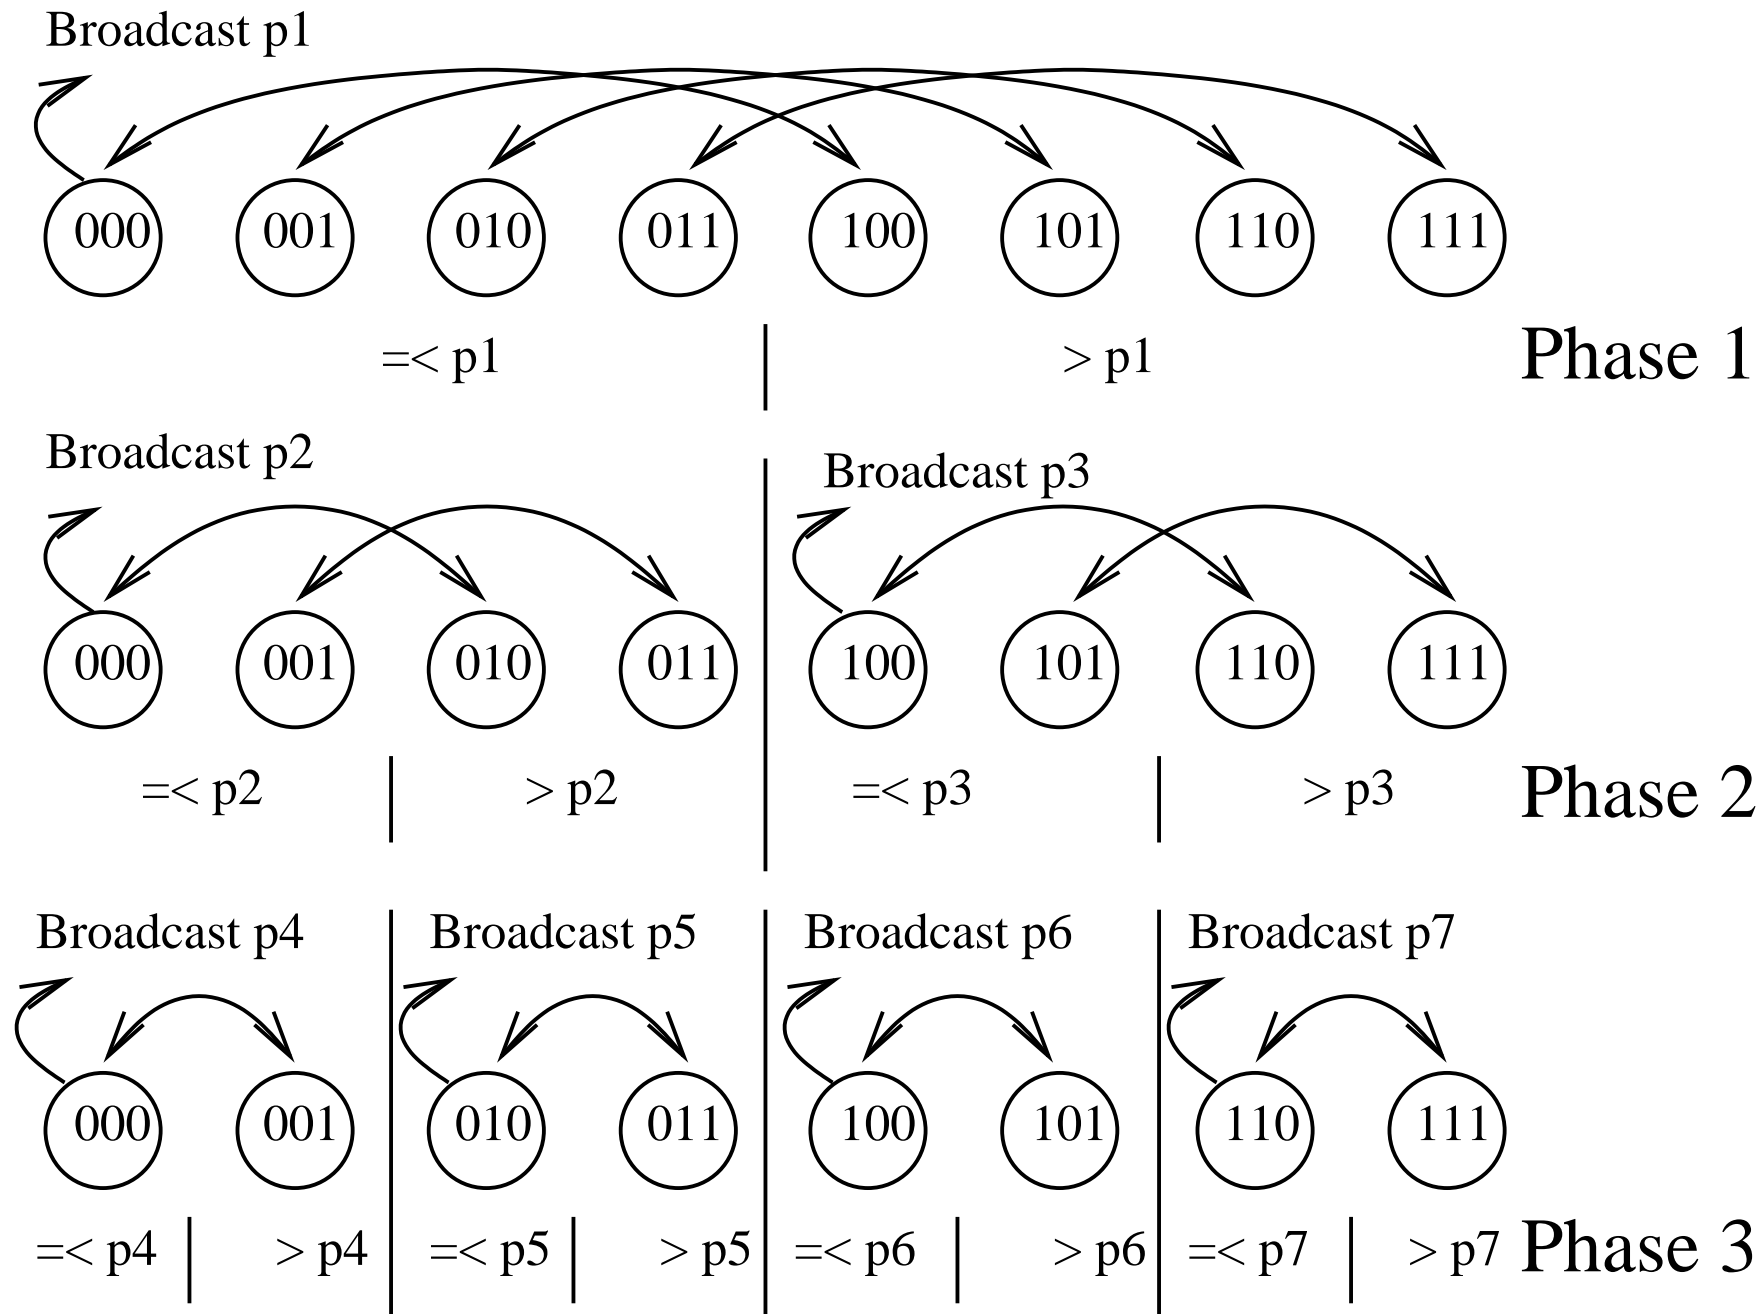 Broadcast p1
000 001 010 011 100 101 110 111
=< p1 > p1 Phase 1
Broadcast p2 Broadcast p3
000 001 010 011 100 101 110 111
=< p2 > p2 =< p3 > p3 Phase 2
Broadcast p4 Broadcast p5 Broadcast p6 Broadcast p7
000 001 010 011 100 101 110 111
=< p4 > p4 =< p5 > p5 =< p6 > p6 =< p7 > p7 Phase 3